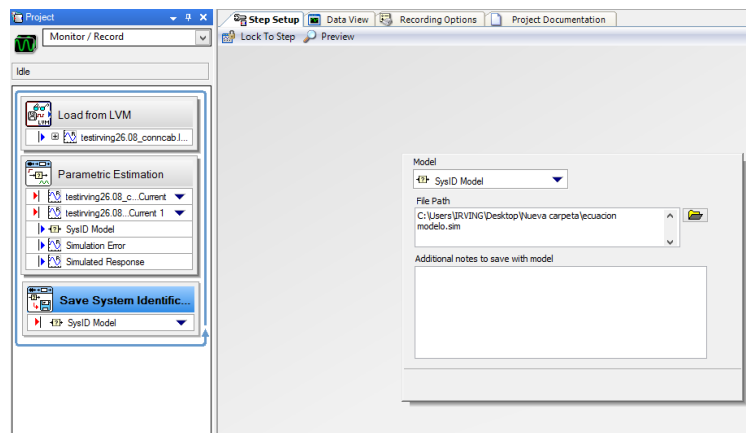 Project
Monitor / Record
Idle
Load from LVM
testirving26.08_conncab.l...
Parametric Estimation
testirving26.08_c...Current
testirving26.08...Current 1
SysID Model
Simulation Error
Simulated Response
Save System Identific...
SysID Model
Step Setup
Data View
Recording Options
Project Documentation
Lock To Step
Preview
Model
SysID Model
File Path
C:\Users\IRVING\Desktop\Nueva carpeta\ecuacion
modelo.sim
Additional notes to save with model